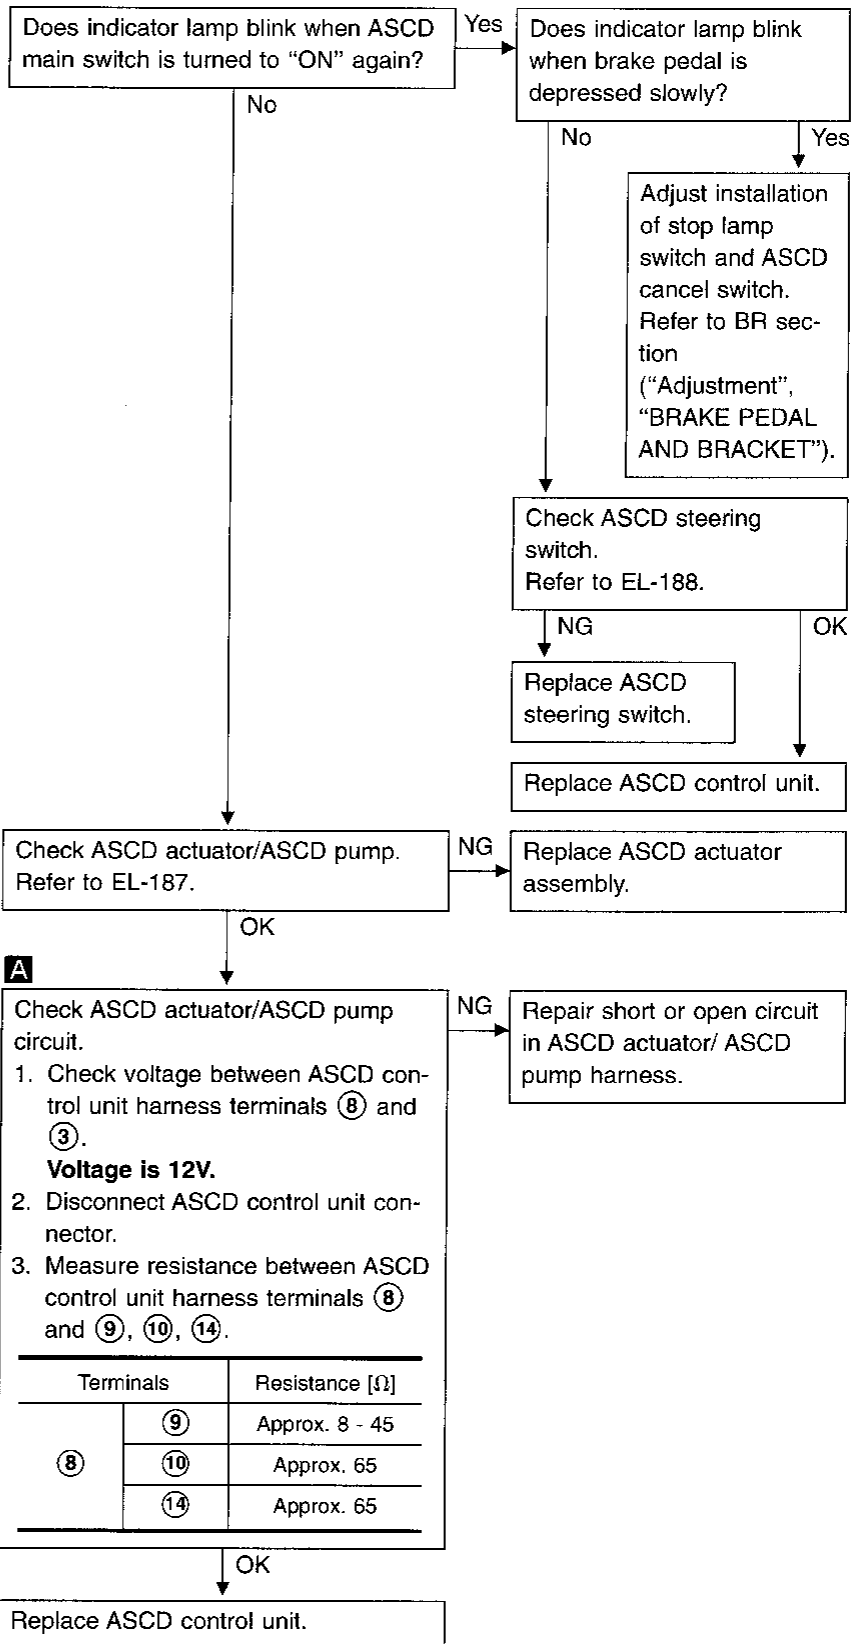 Does indicator lamp blink when ASCD
main switch is turned to “ON” again?
Yes
Does indicator lamp blink
when brake pedal is
depressed slowly?
No
No
Yes
Adjust installation
of stop lamp
switch and ASCD
cancel switch.
Refer to BR sec-
tion
(“Adjustment”,
“BRAKE PEDAL
AND BRACKET”).
Check ASCD steering
switch.
Refer to EL-188.
NG
OK
Replace ASCD
steering switch.
Replace ASCD control unit.
Check ASCD actuator/ASCD pump.
Refer to EL-187.
NG
Replace ASCD actuator
assembly.
OK
A
Check ASCD actuator/ASCD pump
circuit.
1. Check voltage between ASCD con-
trol unit harness terminals ⑧ and
③.
Voltage is 12V.
2. Disconnect ASCD control unit con-
nector.
3. Measure resistance between ASCD
control unit harness terminals ⑧
and ⑨, ⑩, ⑭.
NG
Repair short or open circuit
in ASCD actuator/ ASCD
pump harness.
Terminals Resistance [Ω]
⑧ ⑨ Approx. 8 - 45
⑩ Approx. 65
⑭ Approx. 65
OK
Replace ASCD control unit.